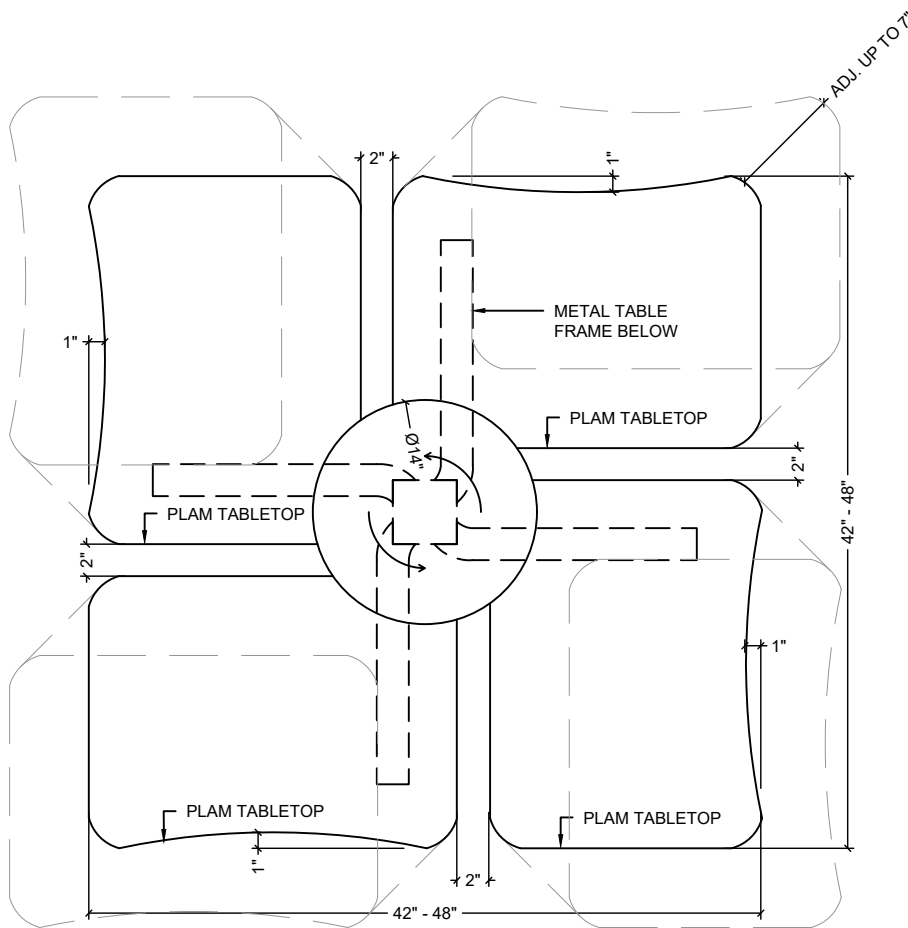 ADJ. UP TO 7"
2"
1"
METAL TABLE
FRAME BELOW
1"
PLAM TABLETOP
Ø14"
2"
PLAM TABLETOP
42" - 48"
2"
1"
PLAM TABLETOP
PLAM TABLETOP
1"
2"
42" - 48"